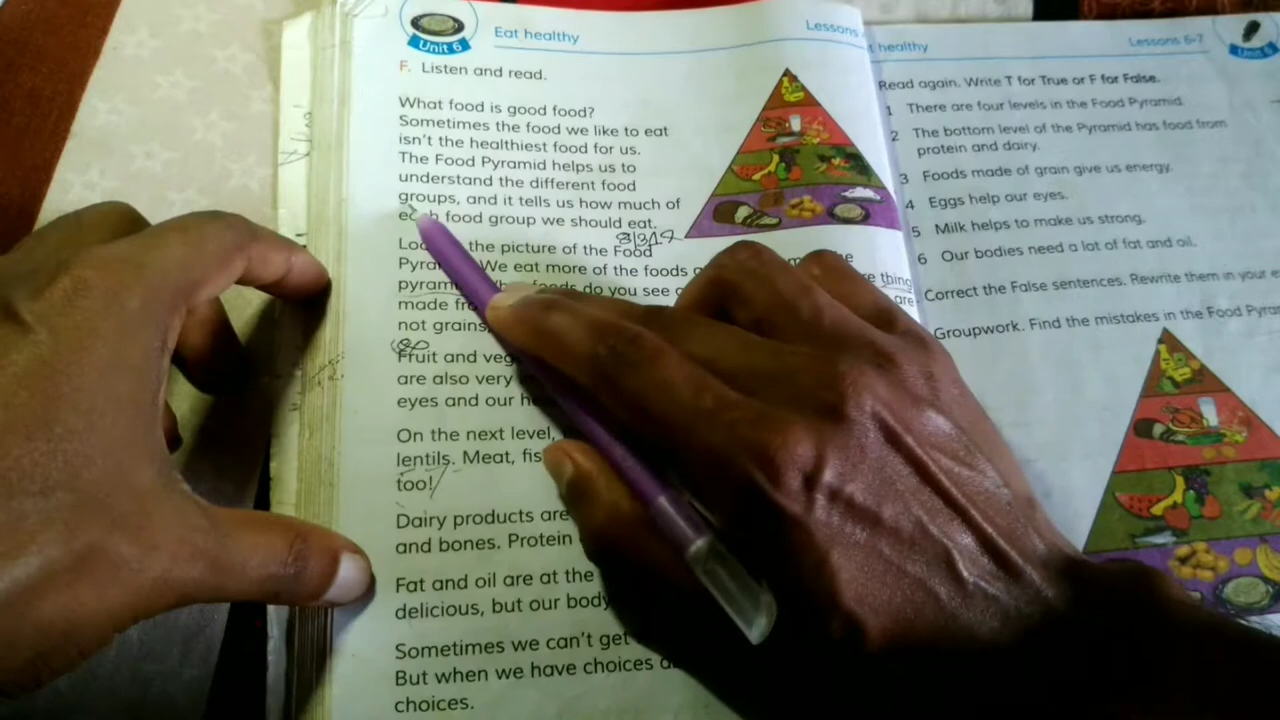 Unit 6
Eat healthy
Lessons
F. Listen and read.
What food is good food?
Sometimes the food we like to eat
isn't the healthiest food for us.
The Food Pyramid helps us to
understand the different food
groups, and it tells us how much of
food group we should eat.
the picture of the Food
We eat more of the foods
do you see
made
not grains,
Fruit and
are also very
eyes and our
On the next level,
lentils. Meat,
too!
Dairy products are
and bones. Protein
Fat and oil are at the
delicious, but our body
Sometimes we can't get
But when we have choices
choices.
the
thing
are
healthy
Lessons 6-7
Unit 6
Read again. Write T for True or F for False.
1 There are four levels in the Food Pyramid.
2 The bottom level of the Pyramid has food from
protein and dairy.
3 Foods made of grain give us energy.
4 Eggs help our eyes.
5 Milk helps to make us strong.
6 Our bodies need a lot of fat and oil.
Correct the False sentences. Rewrite them in your
Groupwork. Find the mistakes in the Food